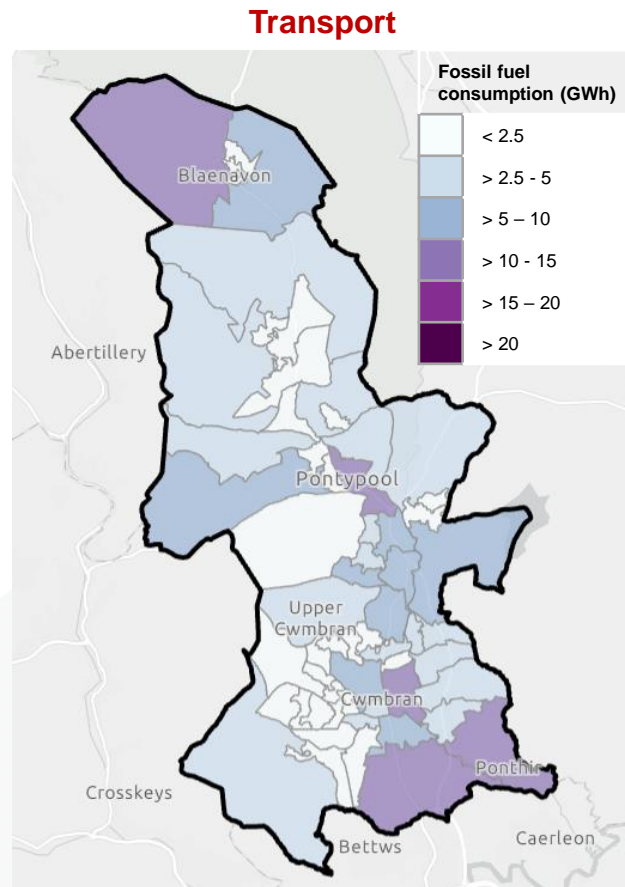 Transport
Fossil fuel
consumption (GWh)
< 2.5
> 2.5 - 5
> 5 – 10
> 10 - 15
> 15 – 20
> 20
Blaenavon
Abertillery
Pontypool
Upper
Cwmbran
Cwmbran
Ponthir
Crosskeys
Bettws
Caerleon